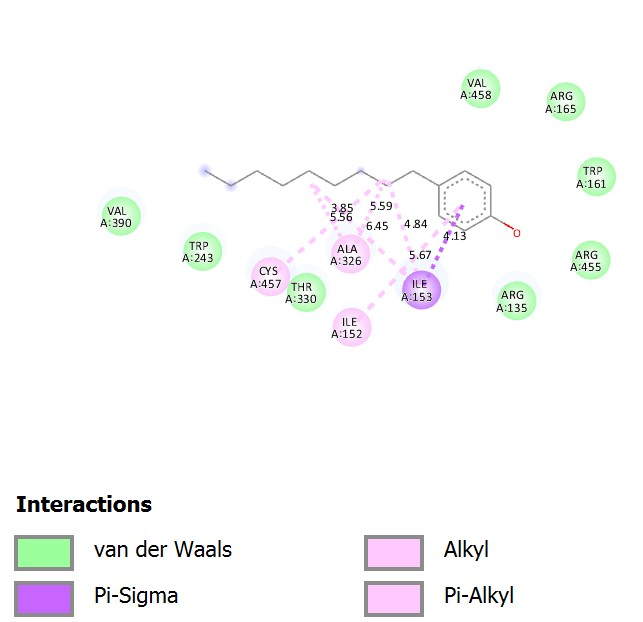 VAL
A:458
ARG
A:165
TRP
A:161
VAL
A:390
3.85
5.59
5.56
6.45
4.84
4.13
O
TRP
A:243
ALA
A:326
5.67
ARG
A:455
CYS
A:457
THR
A:330
ILE
A:153
ARG
A:135
ILE
A:152
Interactions
van der Waals
Alkyl
Pi-Sigma
Pi-Alkyl